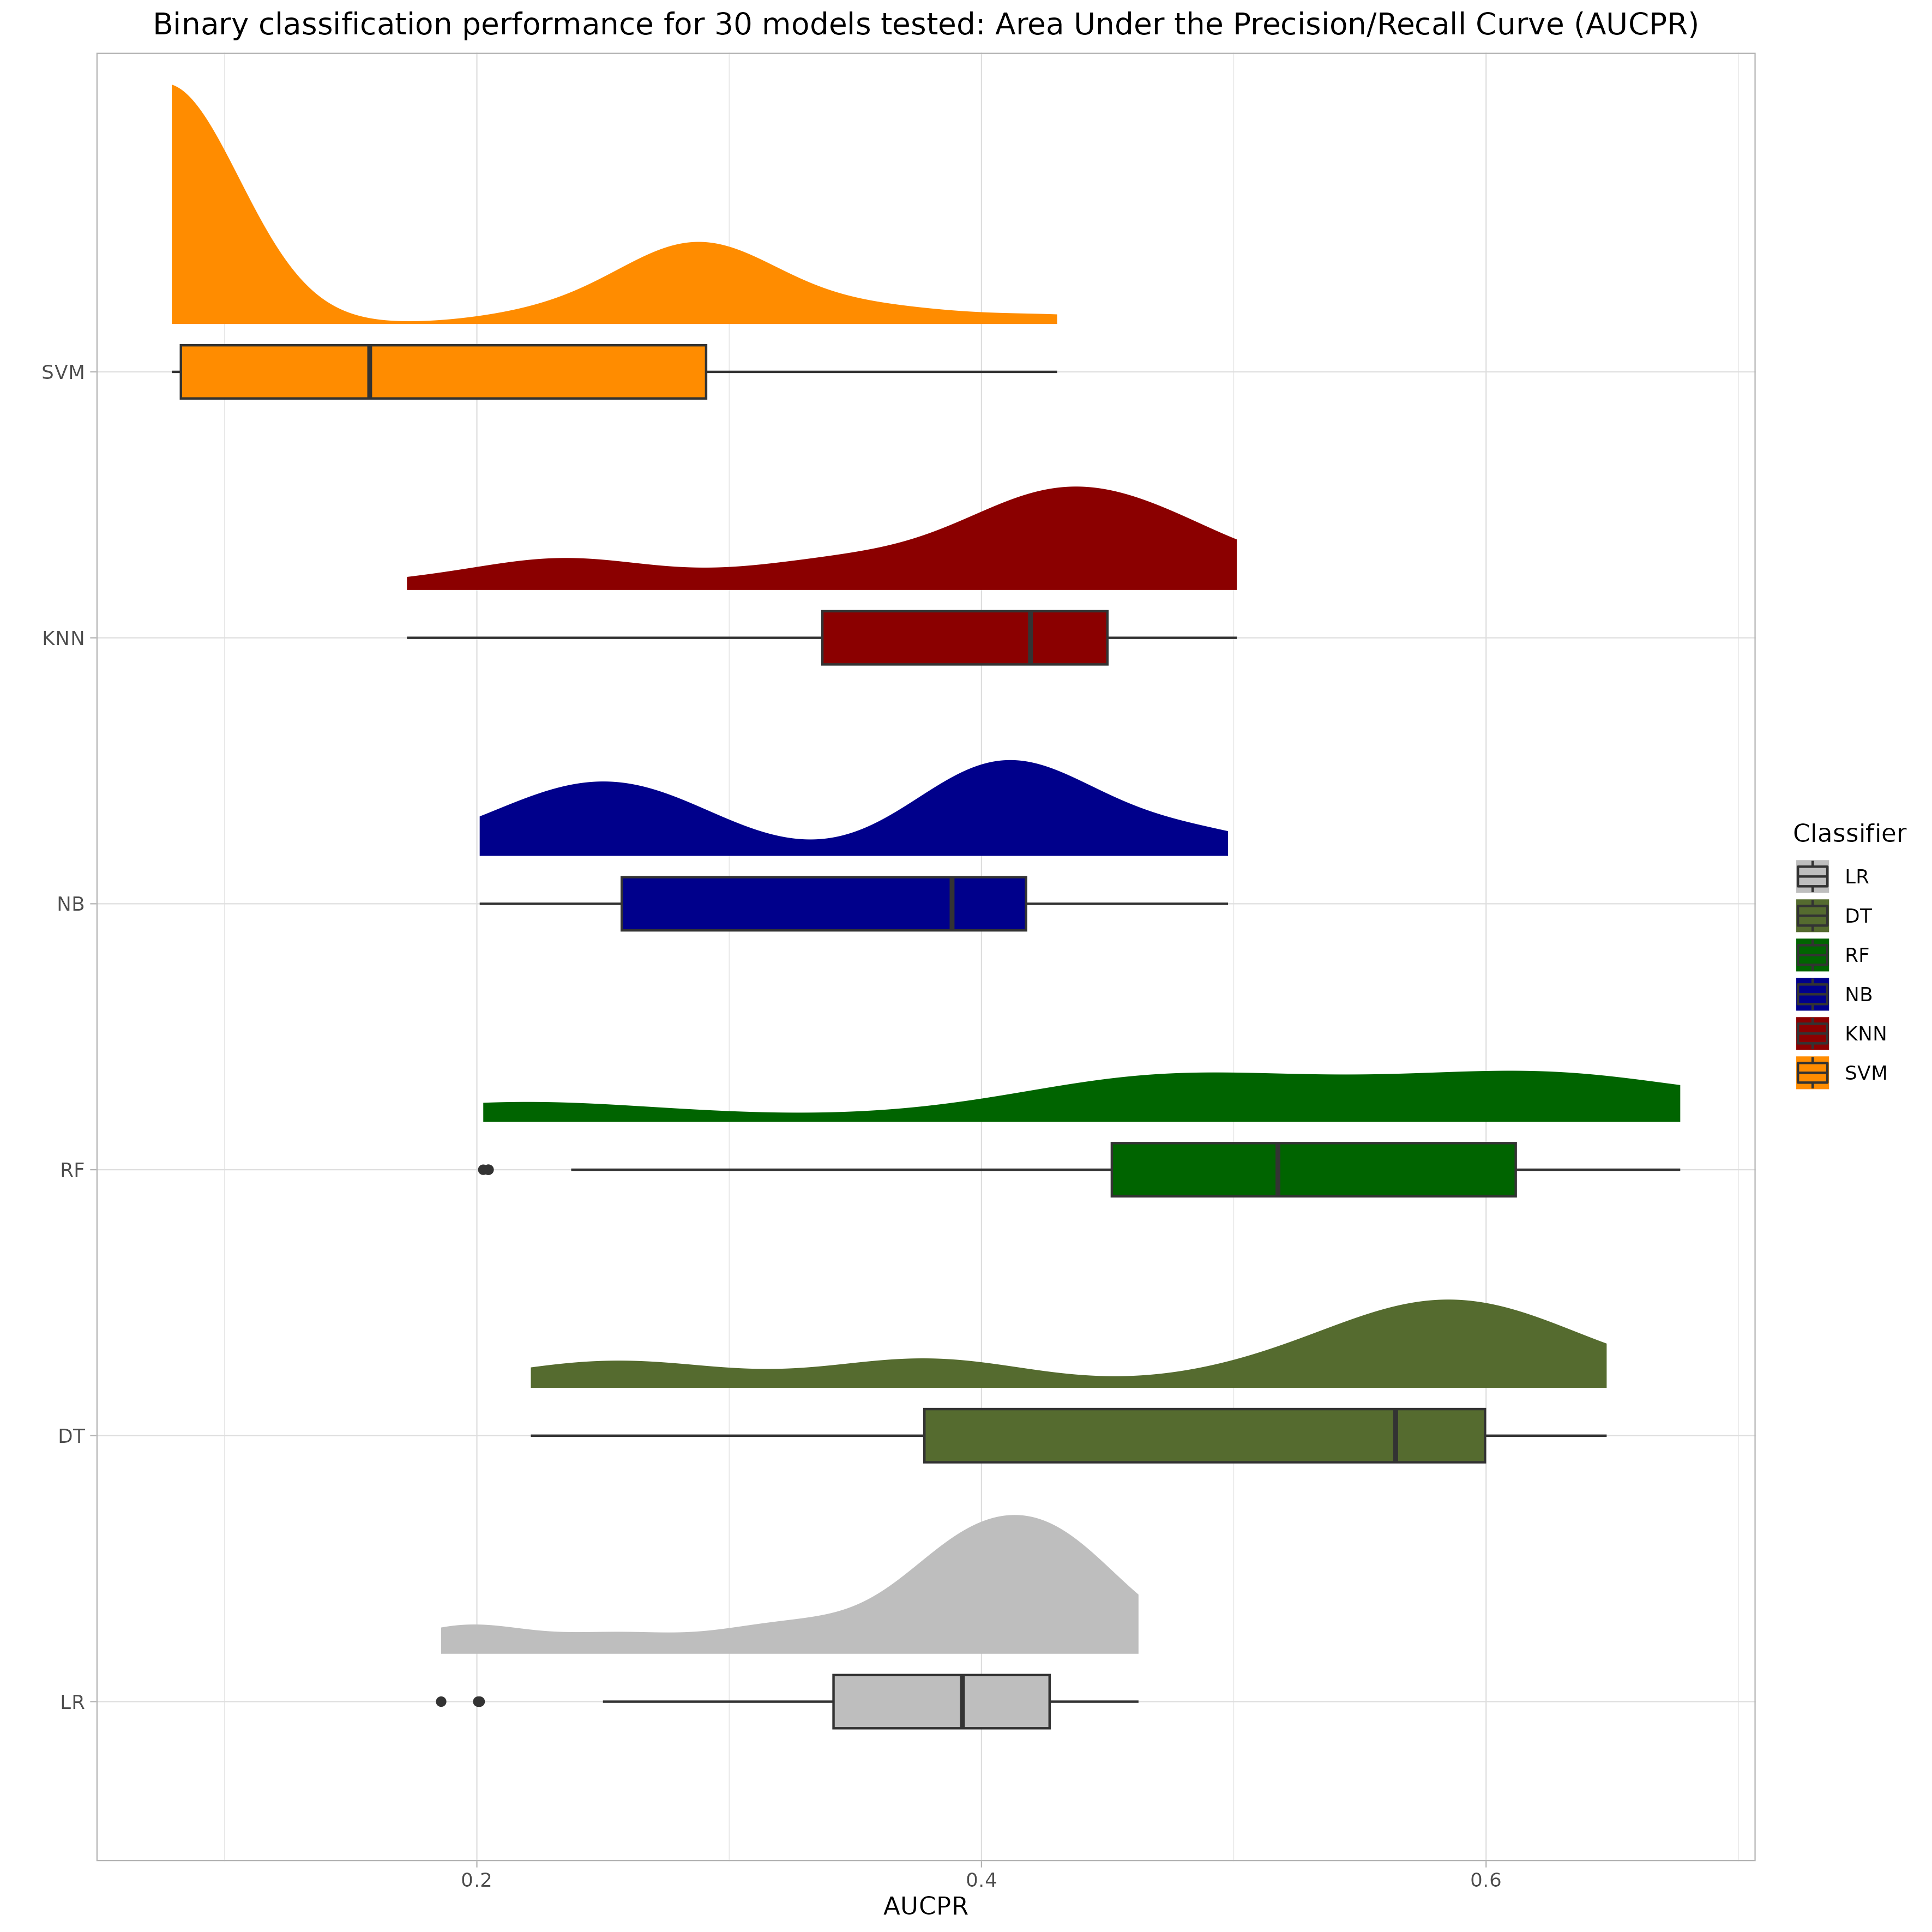 Binary classification performance for 30 models tested: Area Under the Precision/Recall Curve (AUCPR)
SVM
KNN
NB
RF
DT
LR
0.2 0.4 0.6
AUCPR
Classifier
LR
DT
RF
NB
KNN
SVM